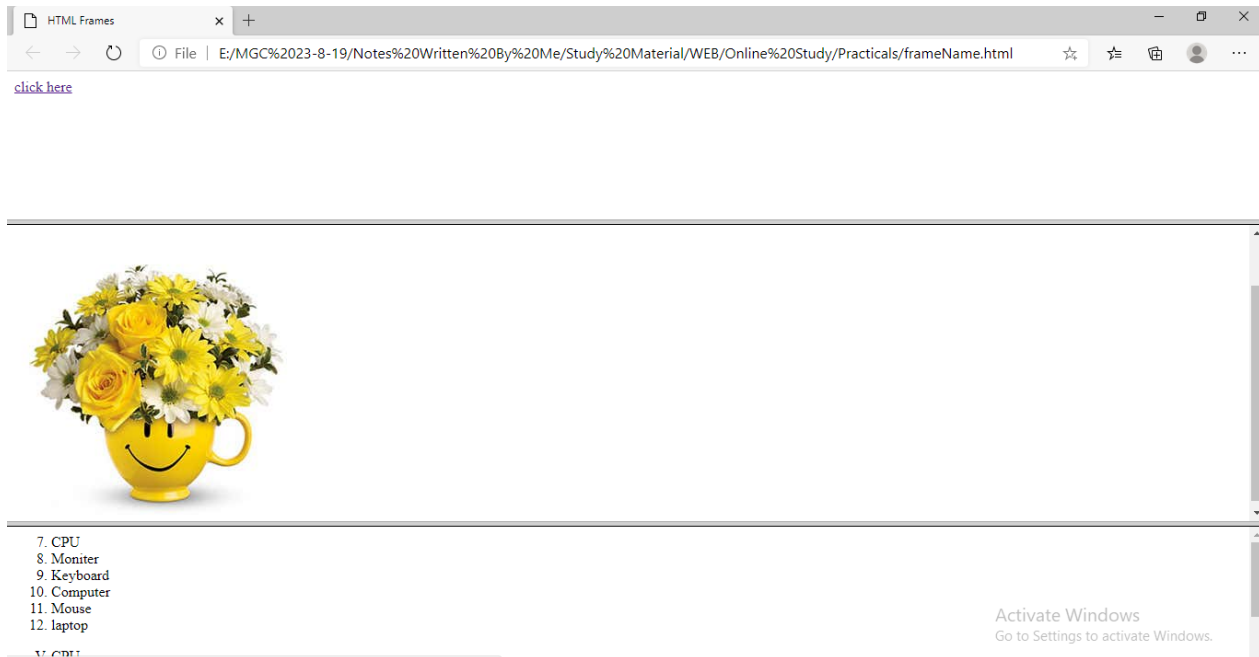 HTML Frames
File | E:/MGC%2023-8-19/Notes%20Written%20By%20Me/Study%20Material/WEB/Online%20Study/Practicals/frameName.html
click here
7. CPU
8. Moniter
9. Keyboard
10. Computer
11. Mouse
12. laptop
V. CPU
Activate Windows
Go to Settings to activate Windows.